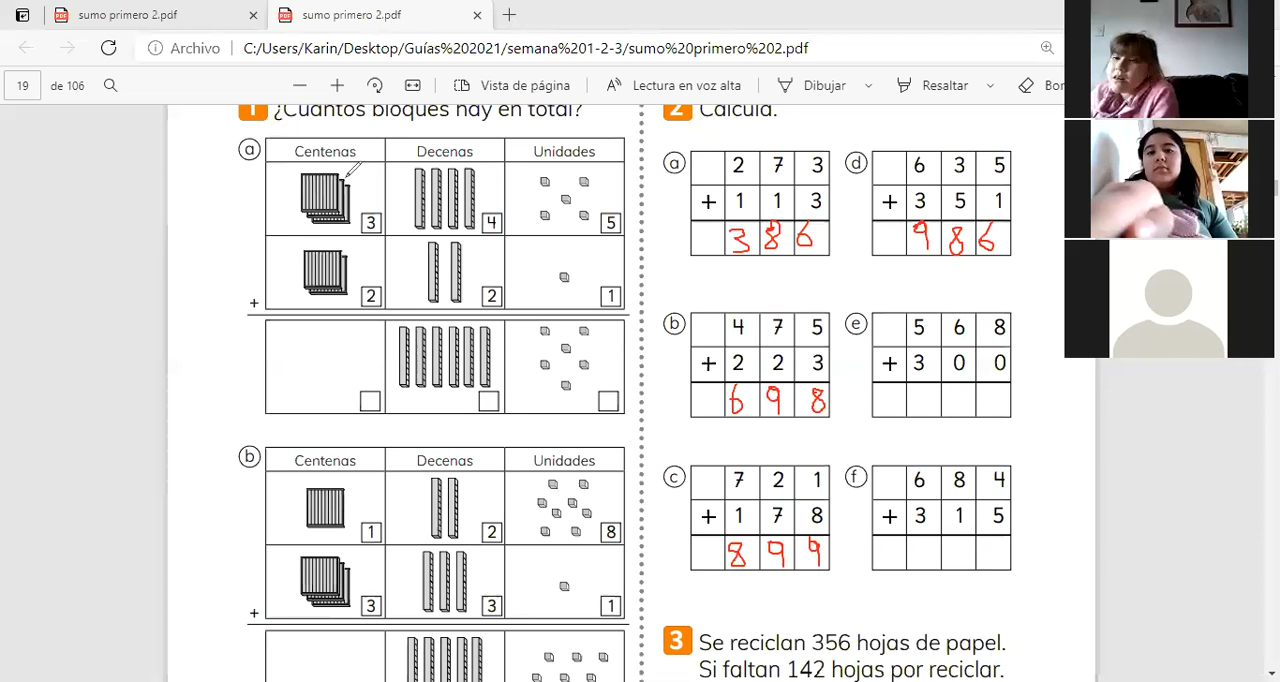 sumo primero 2.pdf
sumo primero 2.pdf
Archivo
C:/Users/Karin/Desktop/Guías%202021/semana%201-2-3/sumo%20primero%202.pdf
19 de 106
Vista de página
Lectura en voz alta
Dibujar
Resaltar
Bor
1 ¿Cuántos bloques hay en total?
a
Centenas Decenas Unidades
3 4 5
+ 2 2 1
b
Centenas Decenas Unidades
1 2 8
+ 3 3 1
2 Calcula.
a
2 7 3
+ 1 1 3
3 8 6
b
4 7 5
+ 2 2 3
6 9 8
c
7 2 1
+ 1 7 8
8 9 9
d
6 3 5
+ 3 5 1
9 8 6
e
5 6 8
+ 3 0 0
f
6 8 4
+ 3 1 5
3 Se reciclan 356 hojas de papel.
Si faltan 142 hojas por reciclar.